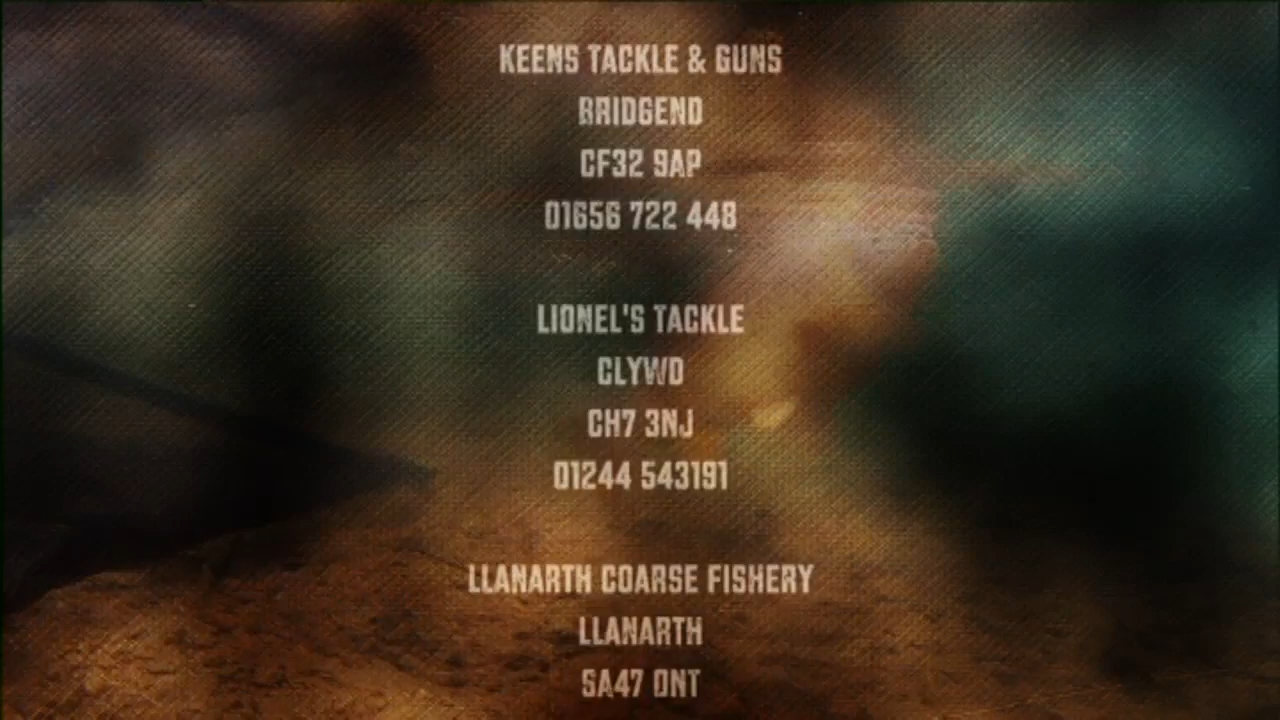 KEENS TACKLE & GUNS
BRIDGEND
CF32 9AP
01656 722 448
LIONEL'S TACKLE
CLYWD
CH7 3NJ
01244 543191
LLANARTH COARSE FISHERY
LLANARTH
SA47 0NT